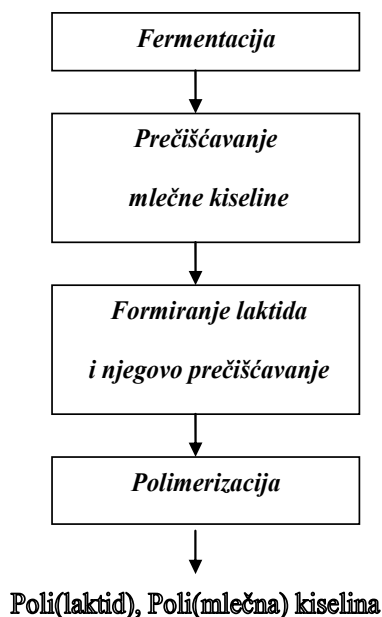 Fermentacija
Prečišćavanje
mlečne kiseline
Formiranje laktida
i njegovo prečišćavanje
Polimerizacija
Poli(laktid), Poli(mlečna) kiselina